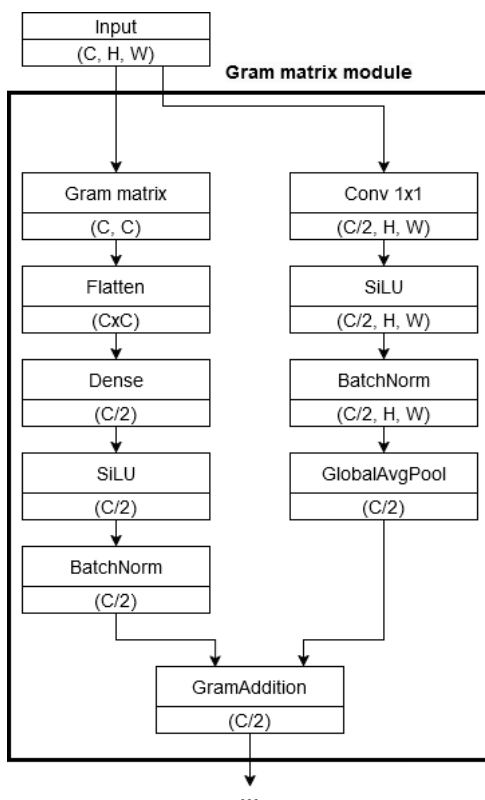 Input
(C, H, W)
Gram matrix module
Gram matrix
(C, C)
Flatten
(CxC)
Dense
(C/2)
SiLU
(C/2)
BatchNorm
(C/2)
Conv 1x1
(C/2, H, W)
SiLU
(C/2, H, W)
BatchNorm
(C/2, H, W)
GlobalAvgPool
(C/2)
GramAddition
(C/2)
...